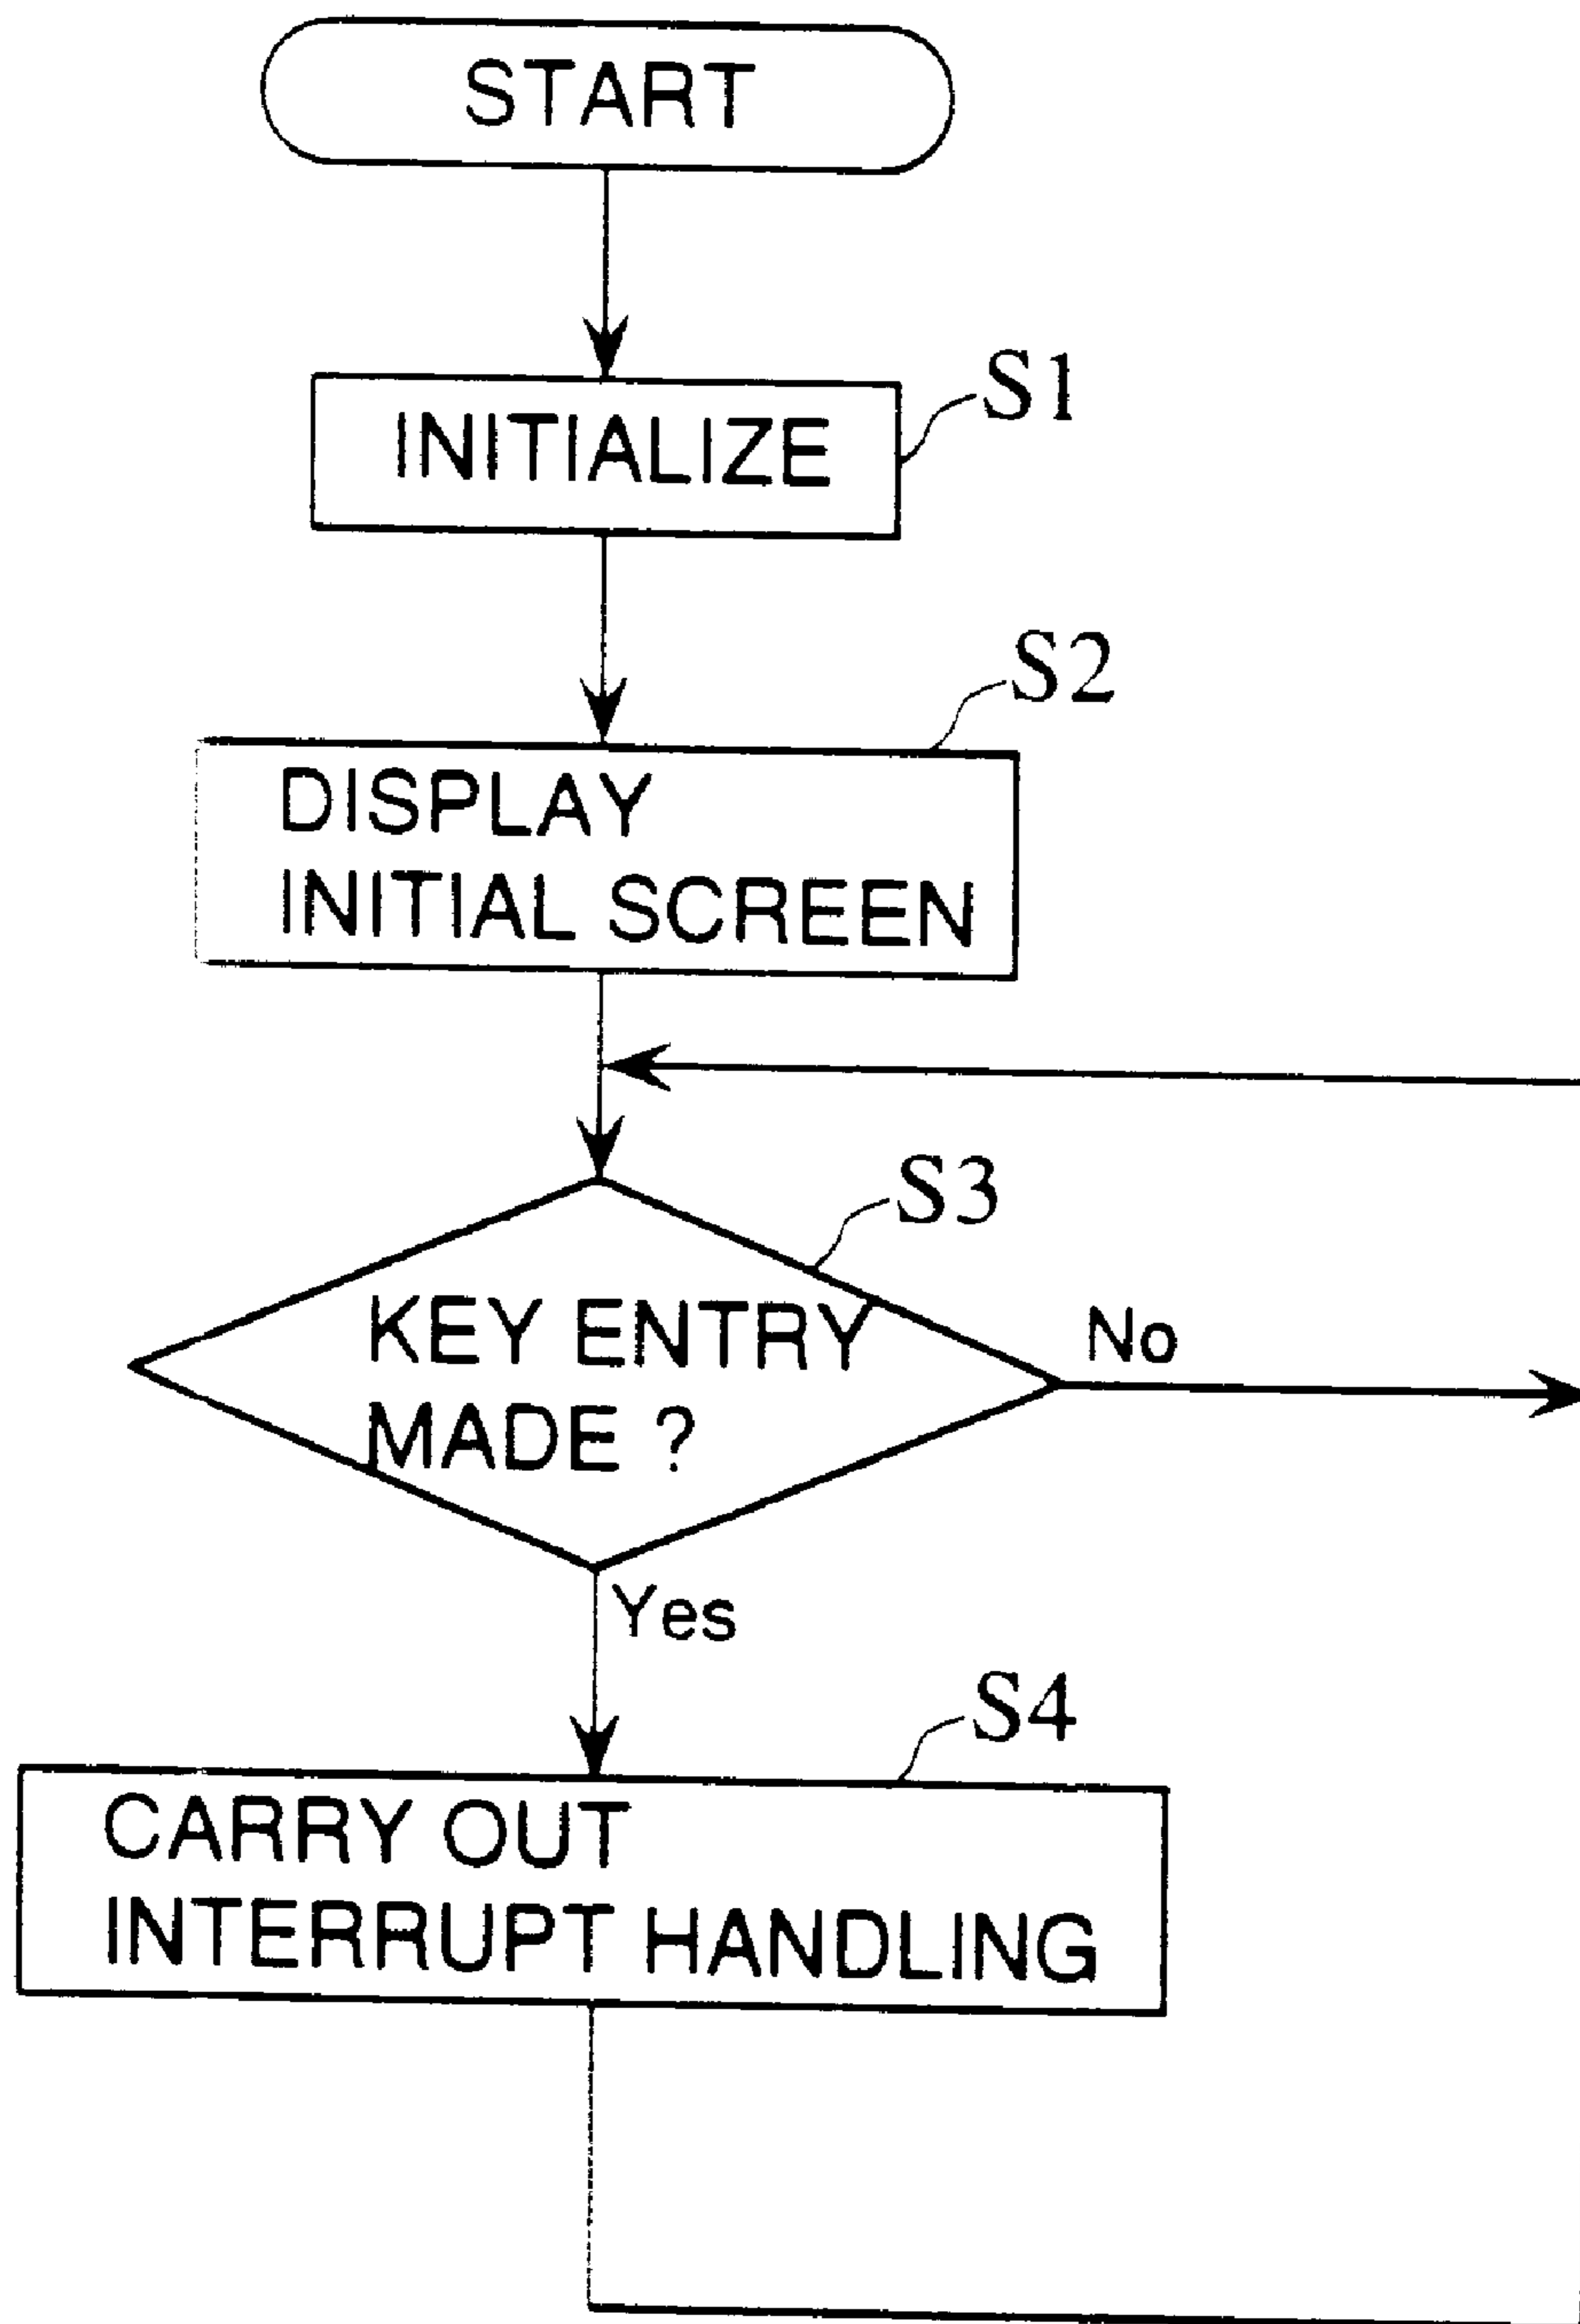 START
INITIALIZE
S1
DISPLAY
INITIAL SCREEN
S2
KEY ENTRY
MADE ?
S3
No
Yes
CARRY OUT
INTERRUPT HANDLING
S4